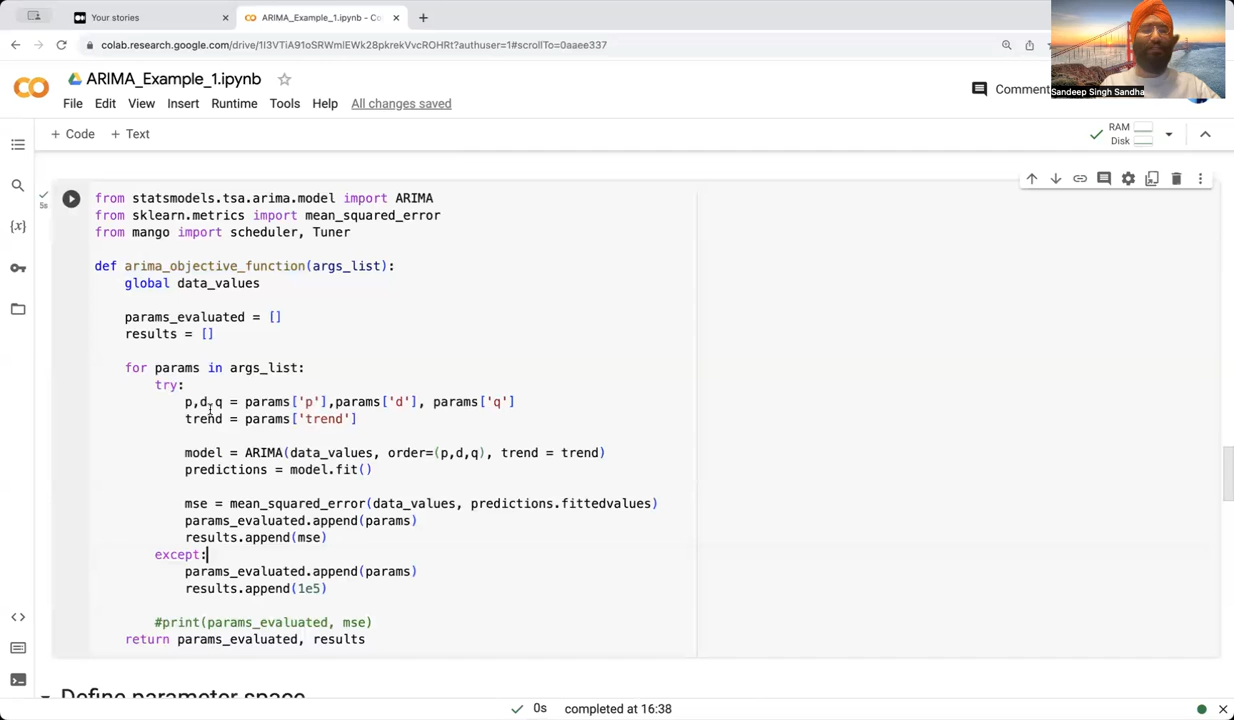 Your stories
ARIMA_Example_1.ipynb - Co
colab.research.google.com/drive/1I3VTiA91oSRWmlEWk28pkrekVvcROHRt?authuser=1#scrollTo=0aaee337
ARIMA_Example_1.ipynb
Sandeep Singh Sandha
File Edit View Insert Runtime Tools Help All changes saved
Comment
+ Code + Text
RAM
Disk
5s
from statsmodels.tsa.arima.model import ARIMA
from sklearn.metrics import mean_squared_error
from mango import scheduler, Tuner
def arima_objective_function(args_list):
global data_values
params_evaluated = []
results = []
for params in args_list:
try:
p,d,q = params['p'],params['d'], params['q']
trend = params['trend']
model = ARIMA(data_values, order=(p,d,q), trend = trend)
predictions = model.fit()
mse = mean_squared_error(data_values, predictions.fittedvalues)
params_evaluated.append(params)
results.append(mse)
except:
params_evaluated.append(params)
results.append(1e5)
#print(params_evaluated, mse)
return params_evaluated, results
Define parameter space
0s completed at 16:38